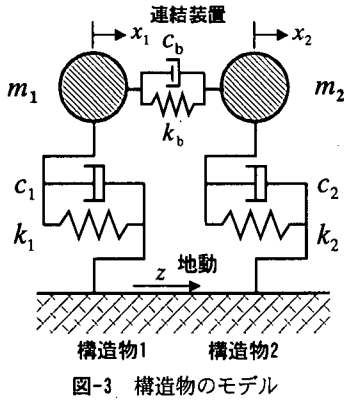 連結装置
x1 cb x2
m1 m2
kb
c1 c2
k1 k2
z 地動
構造物1 構造物2
図-3 構造物のモデル